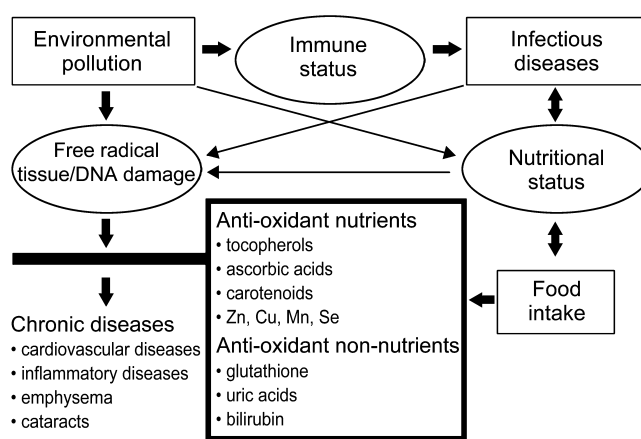 Environmental
pollution
Immune
status
Infectious
diseases
Free radical
tissue/DNA damage
Nutritional
status
Anti-oxidant nutrients
• tocopherols
• ascorbic acids
• carotenoids
• Zn, Cu, Mn, Se
Anti-oxidant non-nutrients
• glutathione
• uric acids
• bilirubin
Food
intake
Chronic diseases
• cardiovascular diseases
• inflammatory diseases
• emphysema
• cataracts